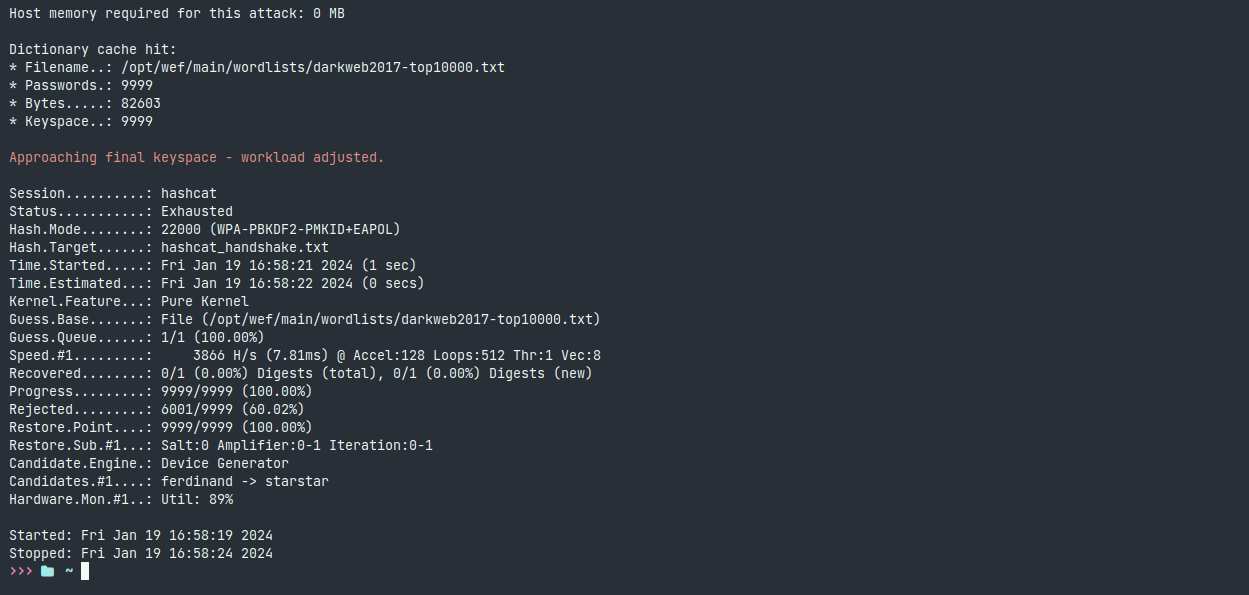 Host memory required for this attack: 0 MB
Dictionary cache hit:
* Filename..: /opt/wef/main/wordlists/darkweb2017-top10000.txt
* Passwords.: 9999
* Bytes.....: 82603
* Keyspace..: 9999
Approaching final keyspace - workload adjusted.
Session..........: hashcat
Status...........: Exhausted
Hash.Mode........: 22000 (WPA-PBKDF2-PMKID+EAPOL)
Hash.Target......: hashcat_handshake.txt
Time.Started.....: Fri Jan 19 16:58:21 2024 (1 sec)
Time.Estimated...: Fri Jan 19 16:58:22 2024 (0 secs)
Kernel.Feature...: Pure Kernel
Guess.Base.......: File (/opt/wef/main/wordlists/darkweb2017-top10000.txt)
Guess.Queue......: 1/1 (100.00%)
Speed.#1.........:     3866 H/s (7.81ms) @ Accel:128 Loops:512 Thr:1 Vec:8
Recovered........: 0/1 (0.00%) Digests (total), 0/1 (0.00%) Digests (new)
Progress.........: 9999/9999 (100.00%)
Rejected.........: 6001/9999 (60.02%)
Restore.Point....: 9999/9999 (100.00%)
Restore.Sub.#1...: Salt:0 Amplifier:0-1 Iteration:0-1
Candidate.Engine.: Device Generator
Candidates.#1....: ferdinand -> starstar
Hardware.Mon.#1..: Util: 89%
Started: Fri Jan 19 16:58:19 2024
Stopped: Fri Jan 19 16:58:24 2024
>>> ~